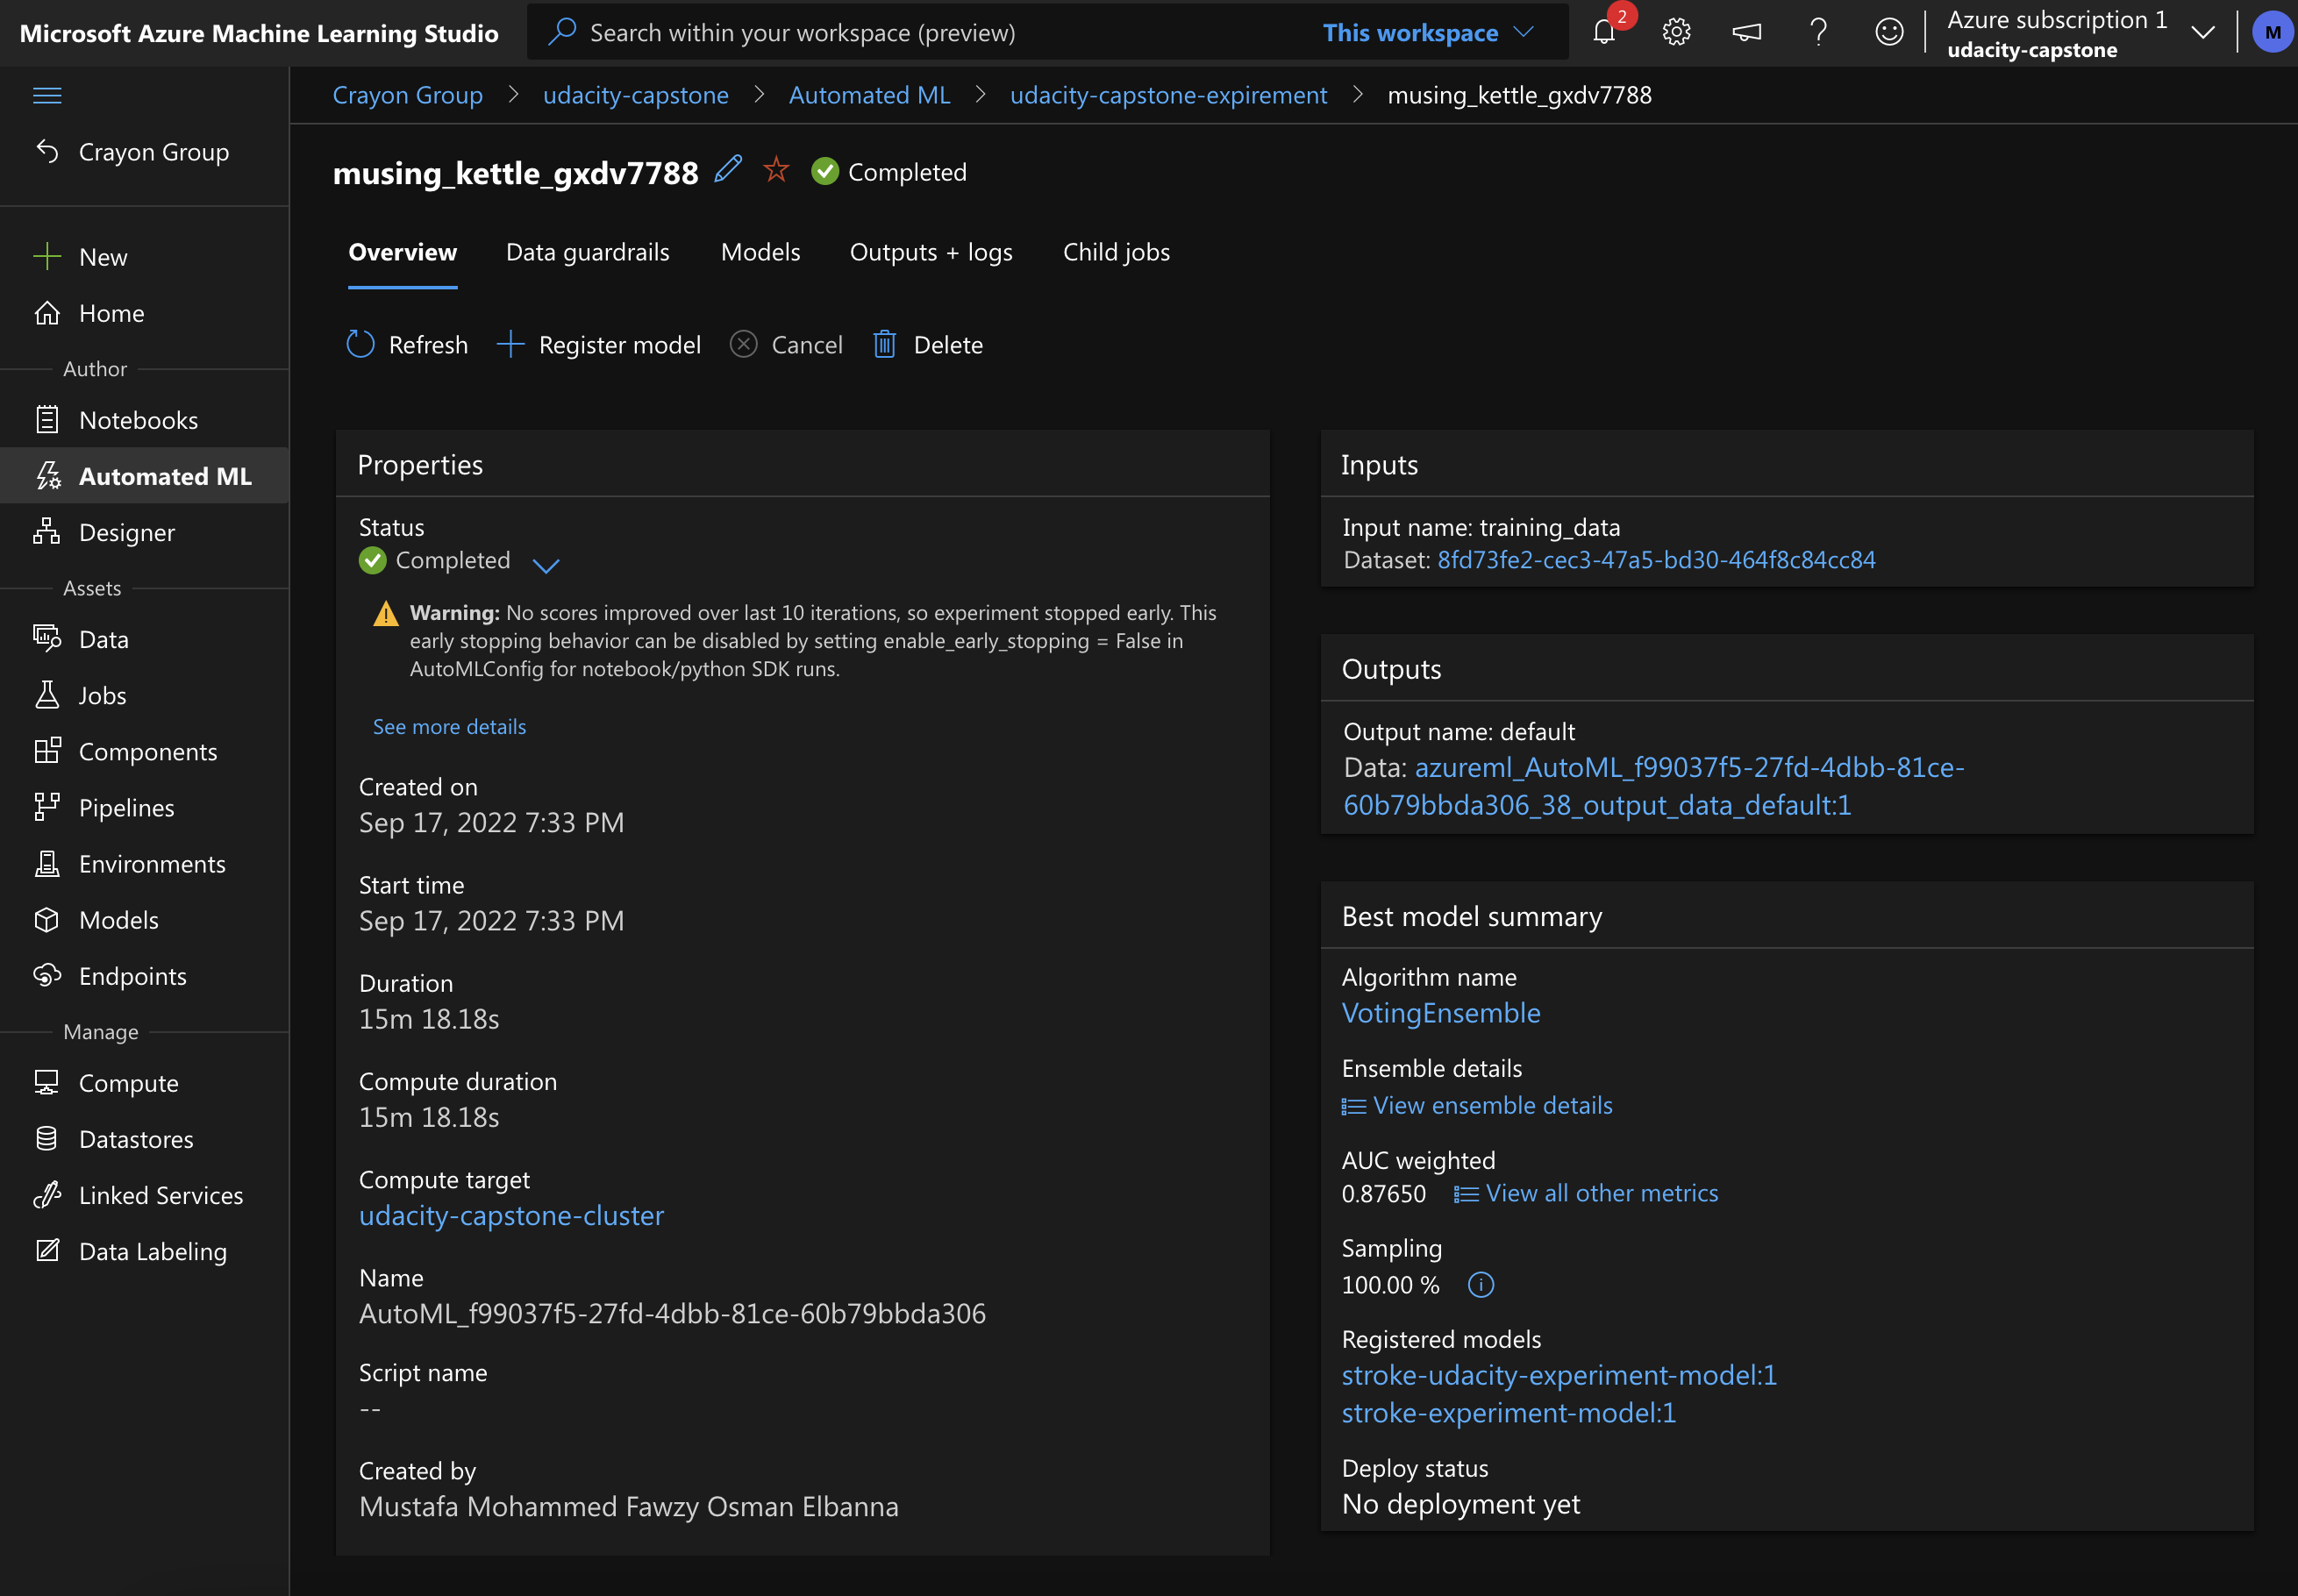 Microsoft Azure Machine Learning Studio
Search within your workspace (preview)
This workspace
2
Azure subscription 1
udacity-capstone
M
Crayon Group
New
Home
Author
Notebooks
Automated ML
Designer
Assets
Data
Jobs
Components
Pipelines
Environments
Models
Endpoints
Manage
Compute
Datastores
Linked Services
Data Labeling
Crayon Group > udacity-capstone > Automated ML > udacity-capstone-expirement > musing_kettle_gxdv7788
musing_kettle_gxdv7788 Completed
Overview Data guardrails Models Outputs + logs Child jobs
Refresh Register model Cancel Delete
Properties
Status
Completed
Warning: No scores improved over last 10 iterations, so experiment stopped early. This
early stopping behavior can be disabled by setting enable_early_stopping = False in
AutoMLConfig for notebook/python SDK runs.
See more details
Created on
Sep 17, 2022 7:33 PM
Start time
Sep 17, 2022 7:33 PM
Duration
15m 18.18s
Compute duration
15m 18.18s
Compute target
udacity-capstone-cluster
Name
AutoML_f99037f5-27fd-4dbb-81ce-60b79bbda306
Script name
--
Created by
Mustafa Mohammed Fawzy Osman Elbanna
Inputs
Input name: training_data
Dataset: 8fd73fe2-cec3-47a5-bd30-464f8c84cc84
Outputs
Output name: default
Data: azureml_AutoML_f99037f5-27fd-4dbb-81ce-
60b79bbda306_38_output_data_default:1
Best model summary
Algorithm name
VotingEnsemble
Ensemble details
View ensemble details
AUC weighted
0.87650 View all other metrics
Sampling
100.00 %
Registered models
stroke-udacity-experiment-model:1
stroke-experiment-model:1
Deploy status
No deployment yet